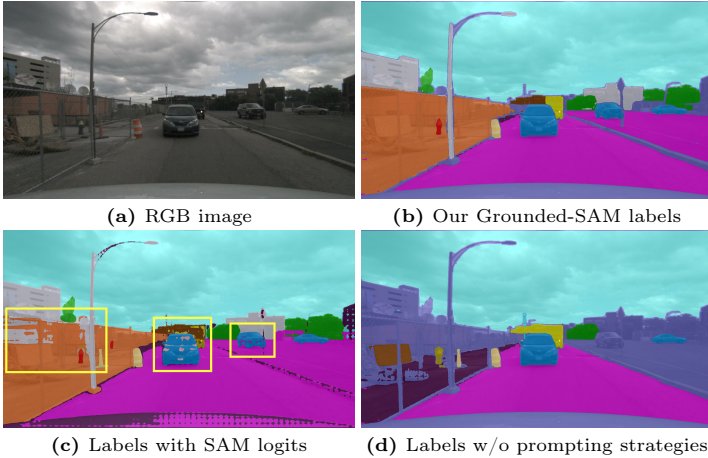 (a) RGB image
(b) Our Grounded-SAM labels
(c) Labels with SAM logits
(d) Labels w/o prompting strategies